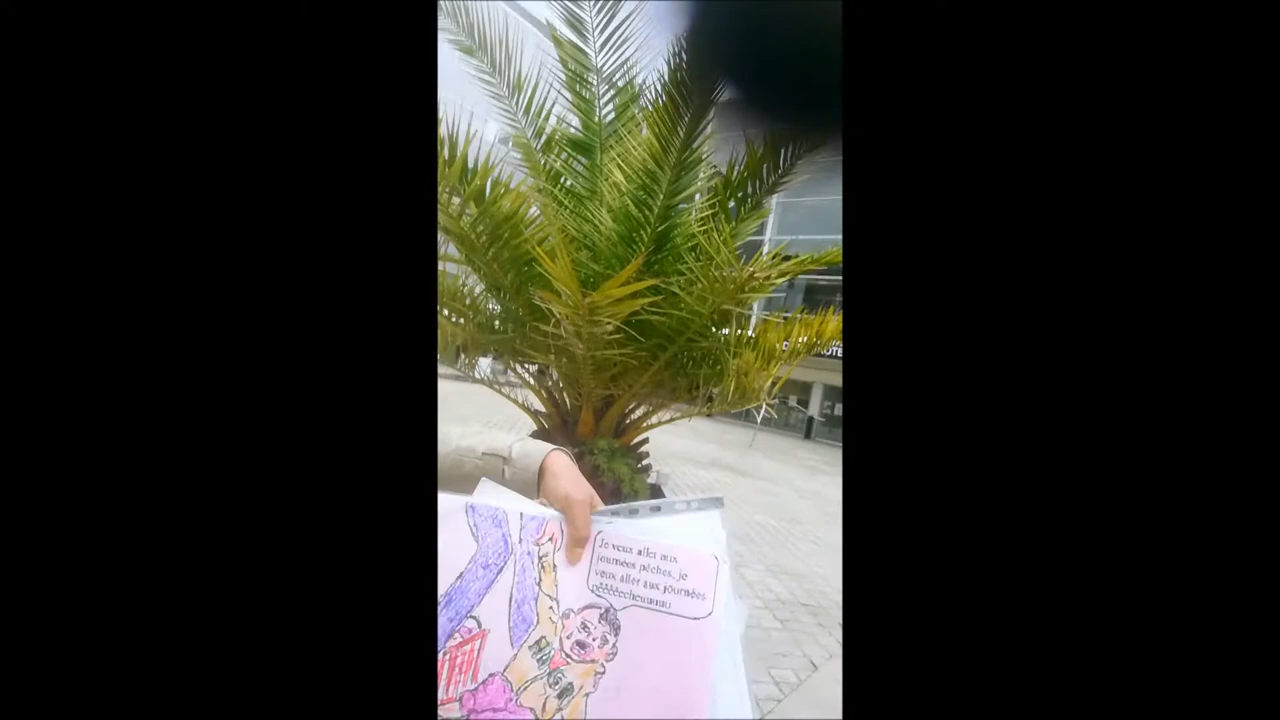 Je veux aller aux
journées pêches, je
veux aller aux journées
pêêêêcheuuuuu